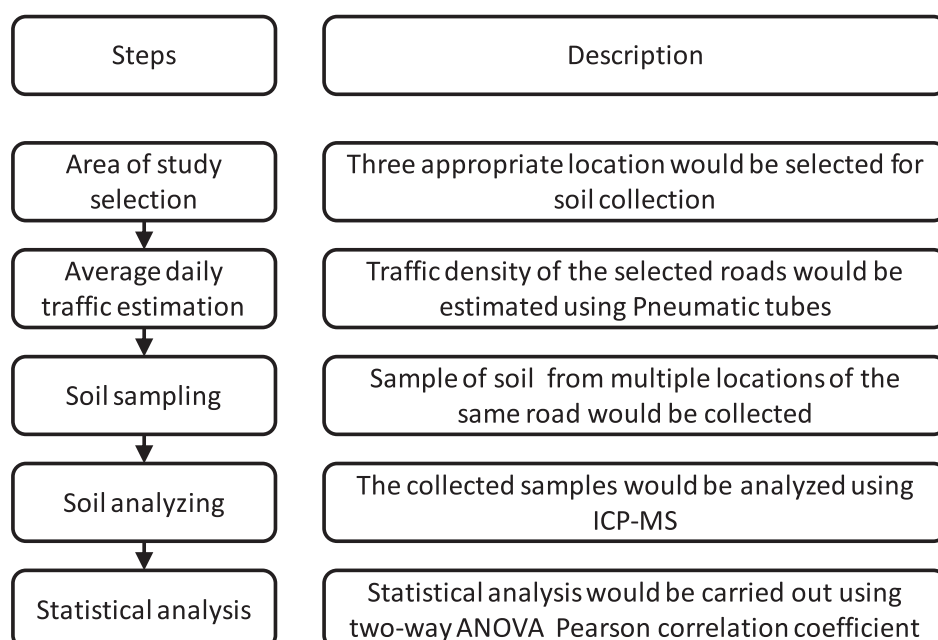 Steps
Description
Area of study
selection
Three appropriate location would be selected for
soil collection
Average daily
traffic estimation
Traffic density of the selected roads would be
estimated using Pneumatic tubes
Soil sampling
Sample of soil from multiple locations of the
same road would be collected
Soil analyzing
The collected samples would be analyzed using
ICP-MS
Statistical analysis
Statistical analysis would be carried out using
two-way ANOVA Pearson correlation coefficient